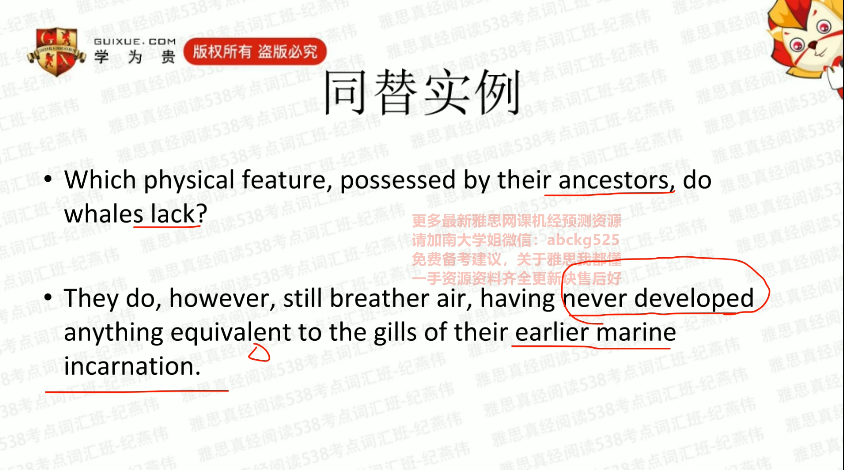 GUIXUE.COM
学为贵
版权所有 盗版必究
同替实例
• Which physical feature, possessed by their ancestors, do
whales lack?
更多最新雅思网课机经预测资源
请加南大学姐微信：abckg525
免费备考建议，关于雅思我都懂
一手资源资料齐全更新快售后好
• They do, however, still breather air, having never developed
anything equivalent to the gills of their earlier marine
incarnation.
雅思真经阅读538考点词汇班-纪燕伟